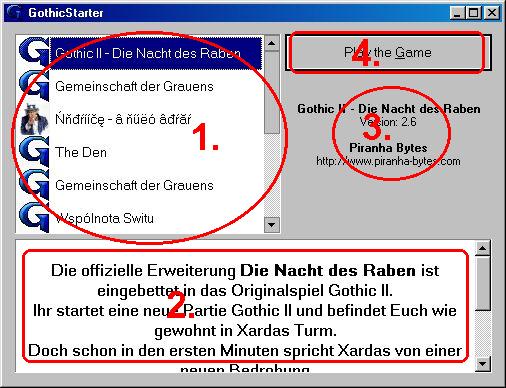 GothicStarter
Gothic II - Die Nacht des Raben
Gemeinschaft der Grauens
Ńňđŕííčę - â ňűëó âđŕăŕ
The Den
Gemeinschaft der Grauens
Wspólnota Switu
1.
Play the Game
4.
Gothic II - Die Nacht des Raben
Version: 2.6
3.
Piranha Bytes
http://www.piranha-bytes.com
Die offizielle Erweiterung Die Nacht des Raben ist
eingebettet in das Originalspiel Gothic II.
2.
Ihr startet eine neue Partie Gothic II und befindet Euch wie
gewohnt in Xardas Turm.
Doch schon in den ersten Minuten spricht Xardas von einer
neuen Bedrohung.